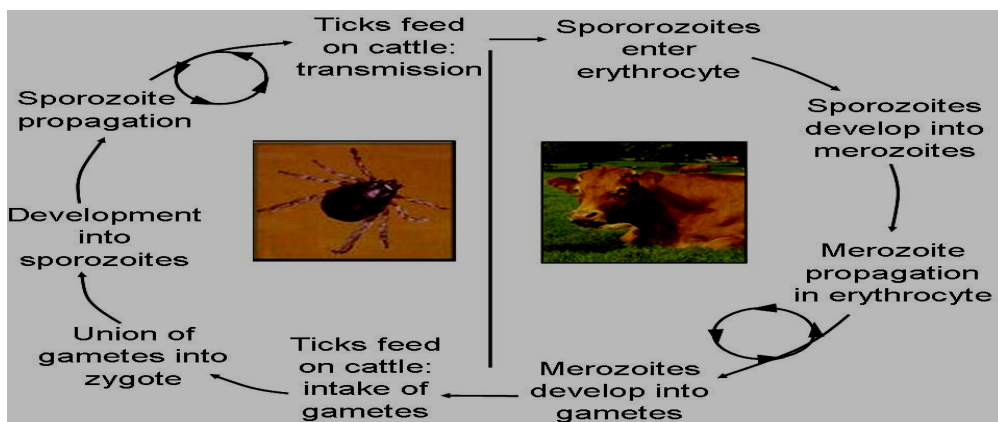 Ticks feed
on cattle:
transmission
Spororozoites
enter
erythrocyte
Sporozoites
develop into
merozoites
Merozoite
propagation
in erythrocyte
Merozoites
develop into
gametes
Ticks feed
on cattle:
intake of
gametes
Union of
gametes into
zygote
Development
into
sporozoites
Sporozoite
propagation